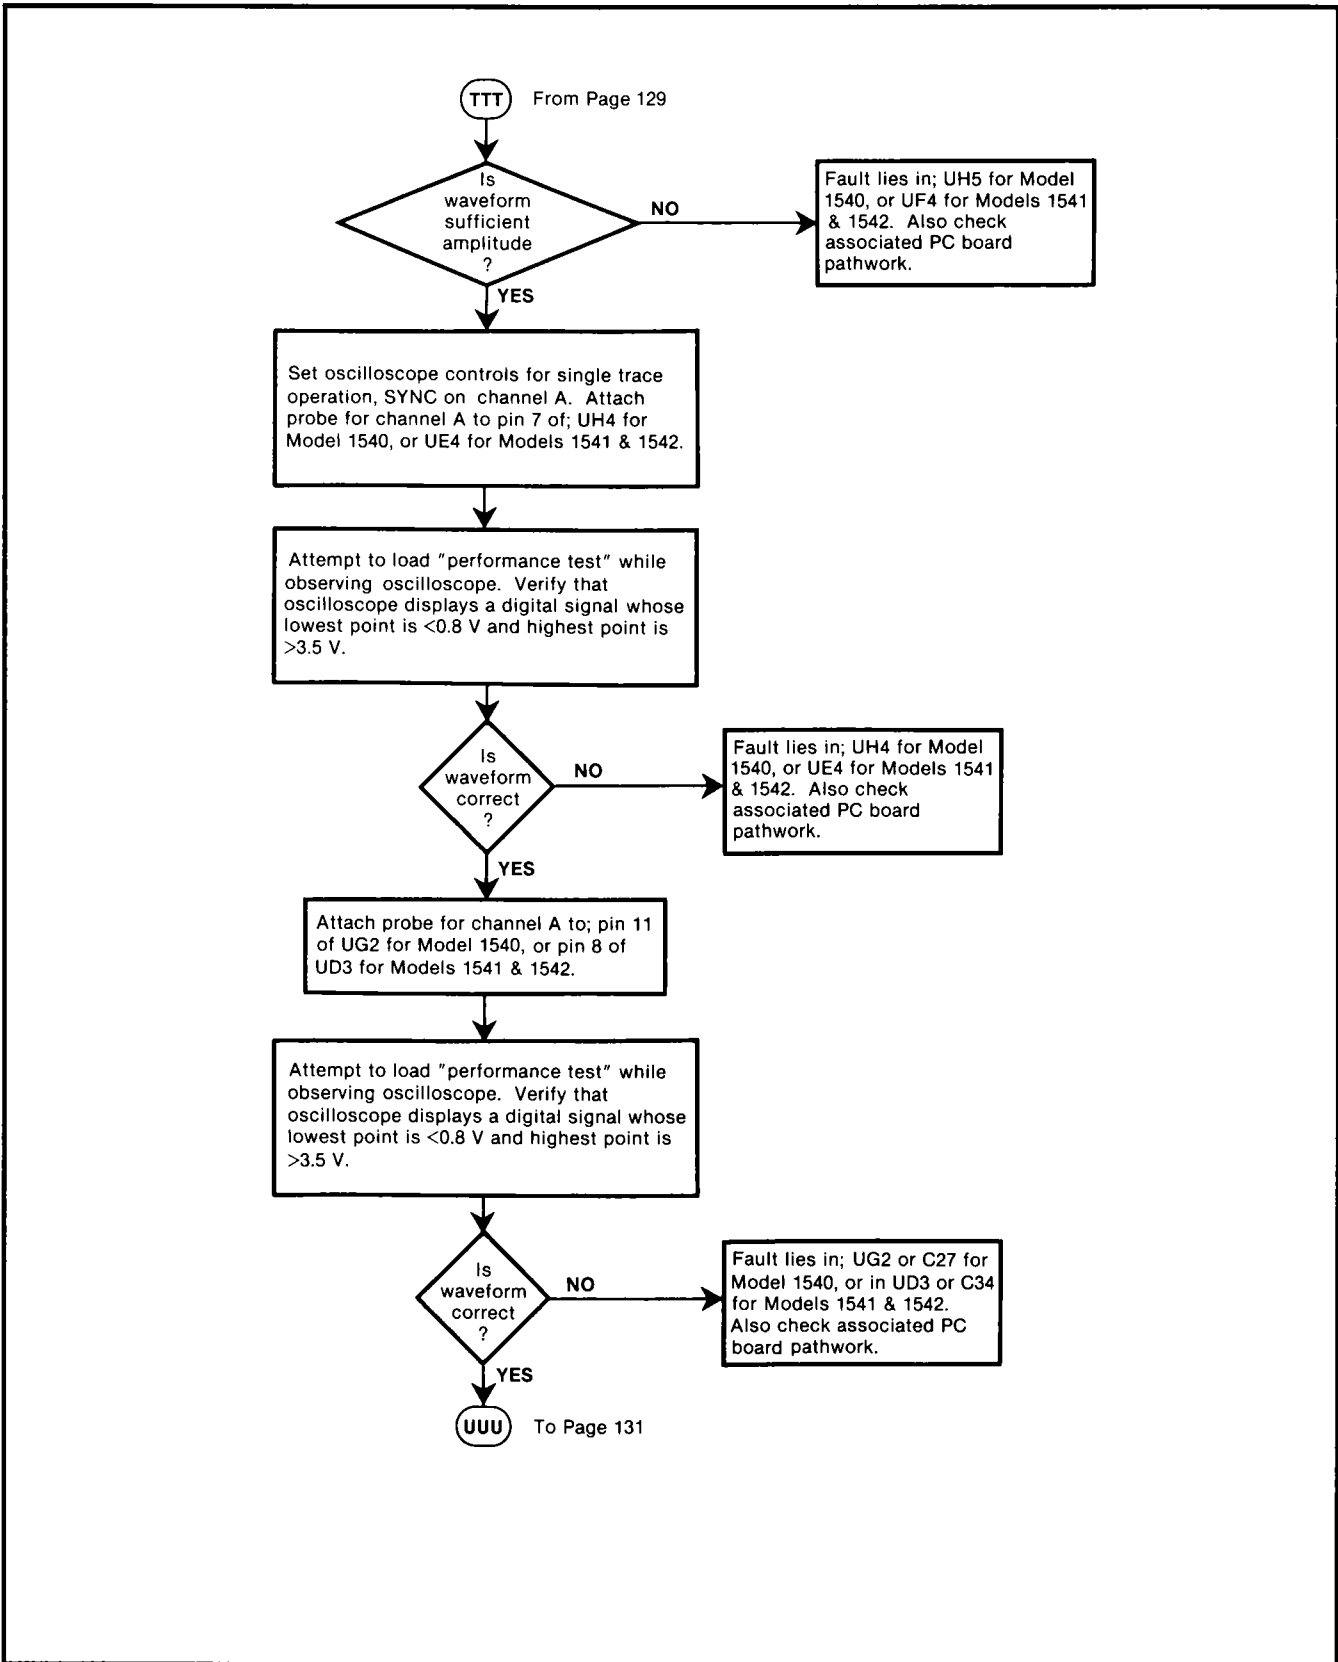 TTT From Page 129
Is
waveform
sufficient
amplitude
?
NO
Fault lies in; UH5 for Model
1540, or UF4 for Models 1541
& 1542. Also check
associated PC board
pathwork.
YES
Set oscilloscope controls for single trace
operation, SYNC on channel A. Attach
probe for channel A to pin 7 of; UH4 for
Model 1540, or UE4 for Models 1541 & 1542.
Attempt to load "performance test" while
observing oscilloscope. Verify that
oscilloscope displays a digital signal whose
lowest point is <0.8 V and highest point is
>3.5 V.
Is
waveform
correct
?
NO
Fault lies in; UH4 for Model
1540, or UE4 for Models 1541
& 1542. Also check
associated PC board
pathwork.
YES
Attach probe for channel A to; pin 11
of UG2 for Model 1540, or pin 8 of
UD3 for Models 1541 & 1542.
Attempt to load "performance test" while
observing oscilloscope. Verify that
oscilloscope displays a digital signal whose
lowest point is <0.8 V and highest point is
>3.5 V.
Is
waveform
correct
?
NO
Fault lies in; UG2 or C27 for
Model 1540, or in UD3 or C34
for Models 1541 & 1542.
Also check associated PC
board pathwork.
YES
UUU To Page 131